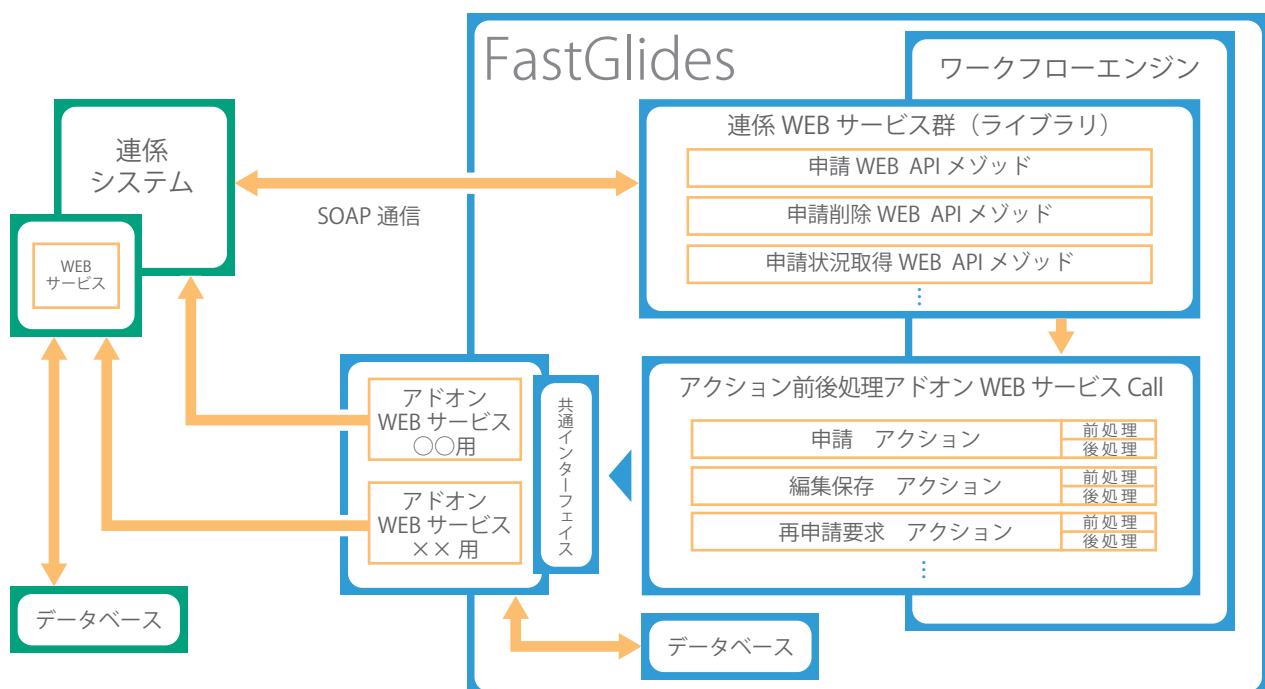 FastGlides
ワークフローエンジン
連係 WEB サービス群（ライブラリ）
申請 WEB API メゾッド
申請削除 WEB API メゾッド
申請状況取得 WEB API メゾッド
⋮
連係
システム
WEB
サービス
SOAP 通信
アドオン
WEB サービス
○○用
アドオン
WEB サービス
×× 用
共通インターフェイス
アクション前後処理アドオン WEB サービス Call
申請　アクション
前処理
後処理
編集保存　アクション
前処理
後処理
再申請要求　アクション
前処理
後処理
⋮
データベース
データベース